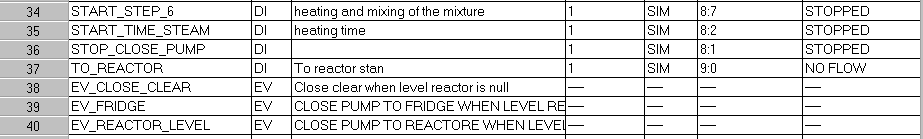 34 START_STEP_6 DI heating and mixing of the mixture 1 SIM 8:7 STOPPED
35 START_TIME_STEAM DI heating time 1 SIM 8:2 STOPPED
36 STOP_CLOSE_PUMP DI 1 SIM 8:1 STOPPED
37 TO_REACTOR DI To reactor stan 1 SIM 9:0 NO FLOW
38 EV_CLOSE_CLEAR EV Close clear when level reactor is null — — — —
39 EV_FRIDGE EV CLOSE PUMP TO FRIDGE WHEN LEVEL RE — — — —
40 EV_REACTOR_LEVEL EV CLOSE PUMP TO REACTORE WHEN LEVEL — — — —